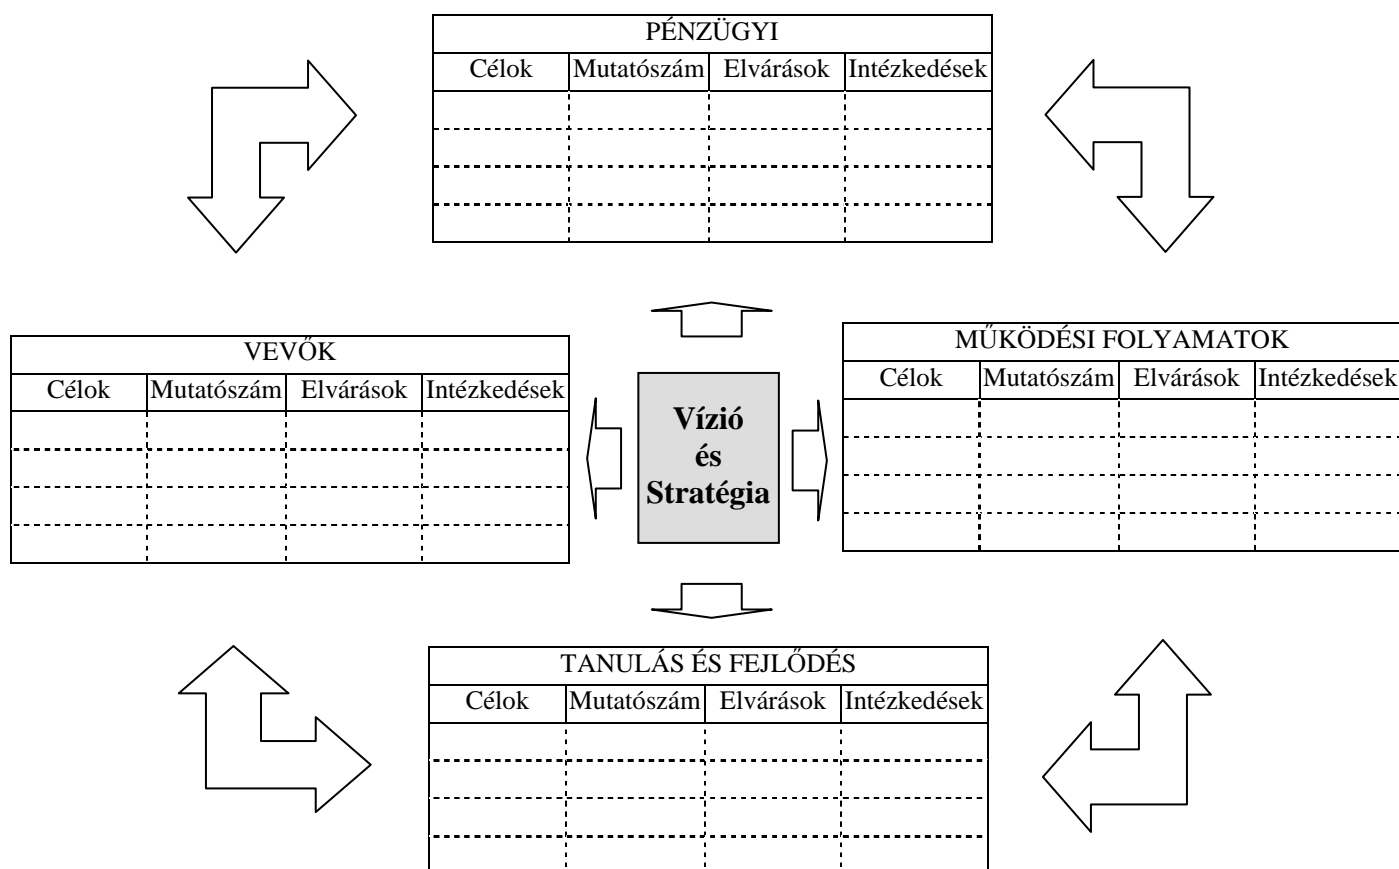 PÉNZÜGYI
Célok Mutatószám Elvárások Intézkedések
VEVŐK
Célok Mutatószám Elvárások Intézkedések
Vízió
és
Stratégia
MŰKÖDÉSI FOLYAMATOK
Célok Mutatószám Elvárások Intézkedések
TANULÁS ÉS FEJLŐDÉS
Célok Mutatószám Elvárások Intézkedések